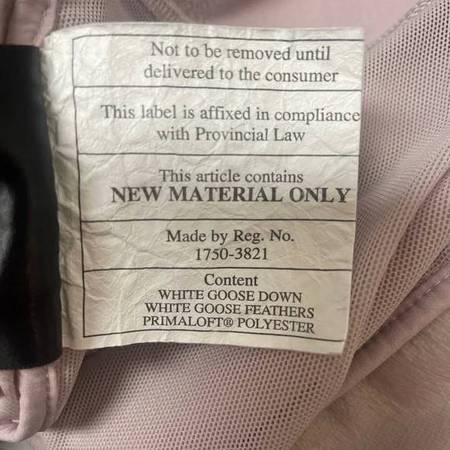 Not to be removed until
delivered to the consumer
This label is affixed in compliance
with Provincial Law
This article contains
NEW MATERIAL ONLY
Made by Reg. No.
1750-3821
Content
WHITE GOOSE DOWN
WHITE GOOSE FEATHERS
PRIMALOFT® POLYESTER